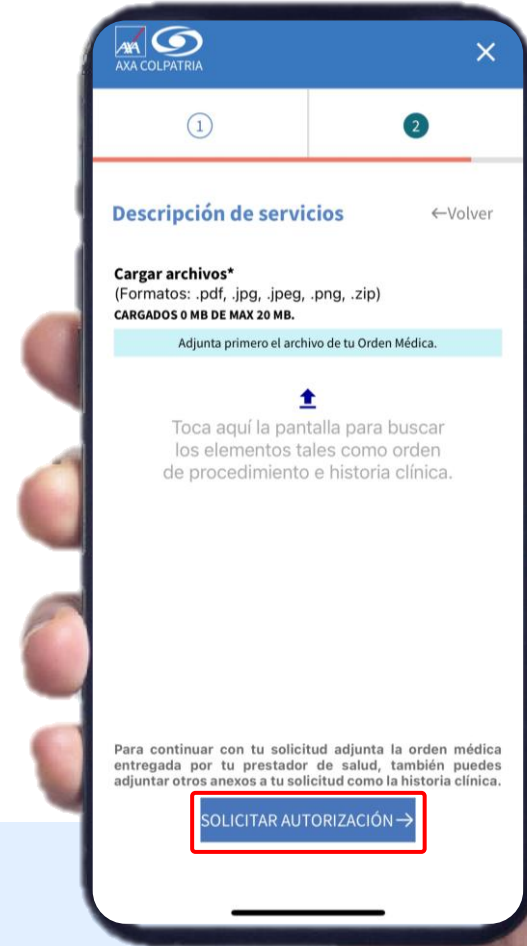 AXA
AXA COLPATRIA
1
2
Descripción de servicios
←Volver
Cargar archivos*
(Formatos: .pdf, .jpg, .jpeg, .png, .zip)
CARGADOS 0 MB DE MAX 20 MB.
Adjunta primero el archivo de tu Orden Médica.
Toca aquí la pantalla para buscar
los elementos tales como orden
de procedimiento e historia clínica.
Para continuar con tu solicitud adjunta la orden médica
entregada por tu prestador de salud, también puedes
adjuntar otros anexos a tu solicitud como la historia clínica.
SOLICITAR AUTORIZACIÓN→